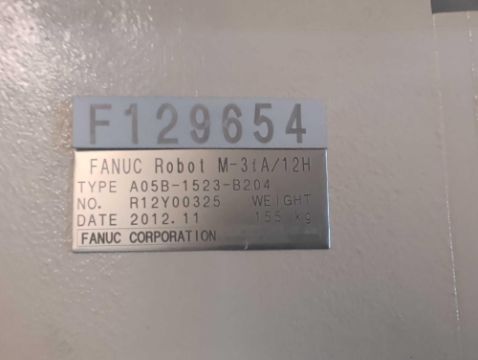 F129654
FANUC Robot M-3iA/12H
TYPE A05B-1523-B204
NO. R12Y00325 WEIGHT
DATE 2012.11 155 kg
FANUC CORPORATION